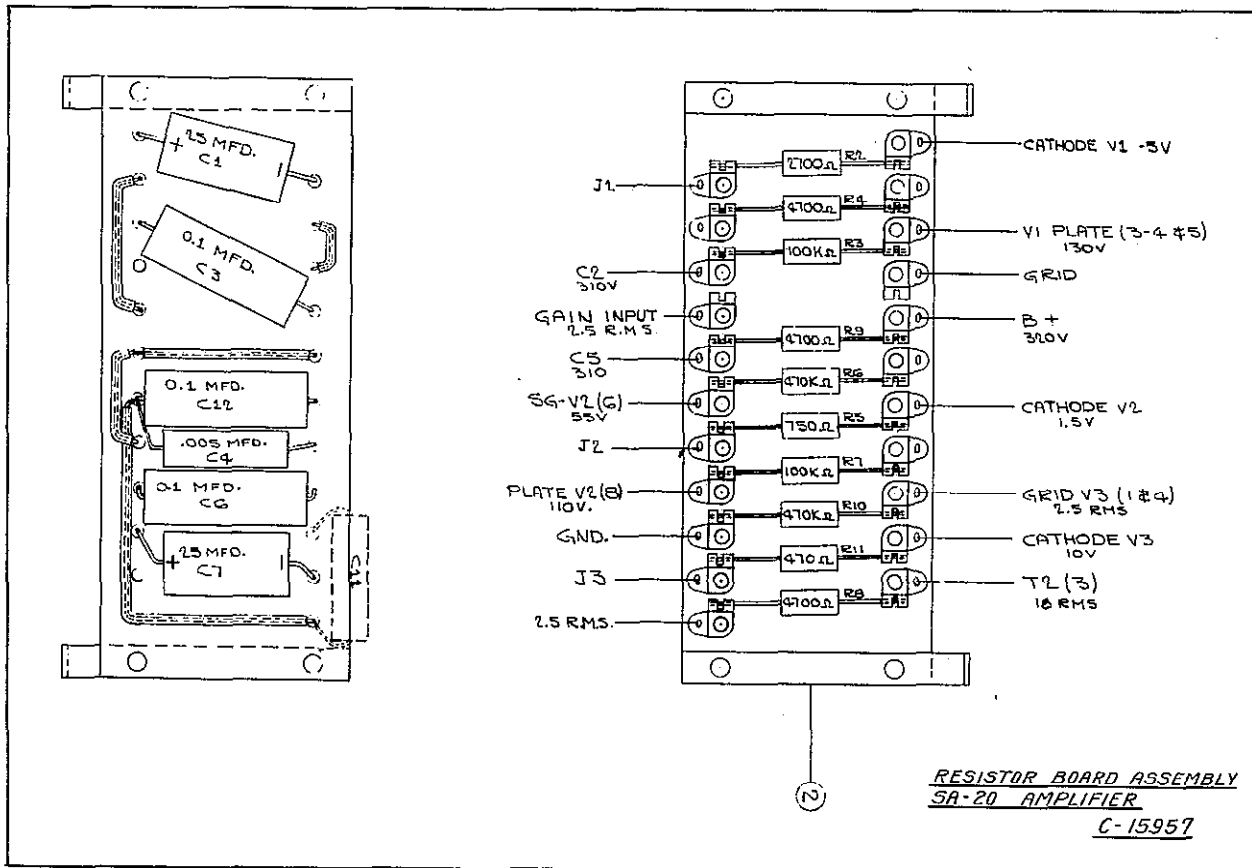 25 MFD.
C1
0.1 MFD.
C3
0.1 MFD.
C12
.005 MFD.
C4
0.1 MFD.
C6
25 MFD.
C7
C11
J1
C2
310V
GAIN INPUT
2.5 R.M.S.
C5
310
SG-V2(6)
55V
J2
PLATE V2(8)
110V.
GND.
J3
2.5 R.M.S.
2700Ω R2
4700Ω R4
100KΩ R3
4700Ω R9
470KΩ R6
750Ω R5
100KΩ R7
470KΩ R10
470Ω R11
4700Ω R8
CATHODE V1 -5V
V1 PLATE (3-4 & 5)
130V
GRID
B+
320V
CATHODE V2
1.5V
GRID V3 (1 & 4)
2.5 RMS
CATHODE V3
10V
T2 (3)
18 RMS
2
RESISTOR BOARD ASSEMBLY
SA-20 AMPLIFIER
C-15957